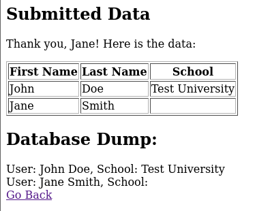 Submitted Data
Thank you, Jane! Here is the data:
First Name Last Name School
John Doe Test University
Jane Smith
Database Dump:
User: John Doe, School: Test University
User: Jane Smith, School:
Go Back